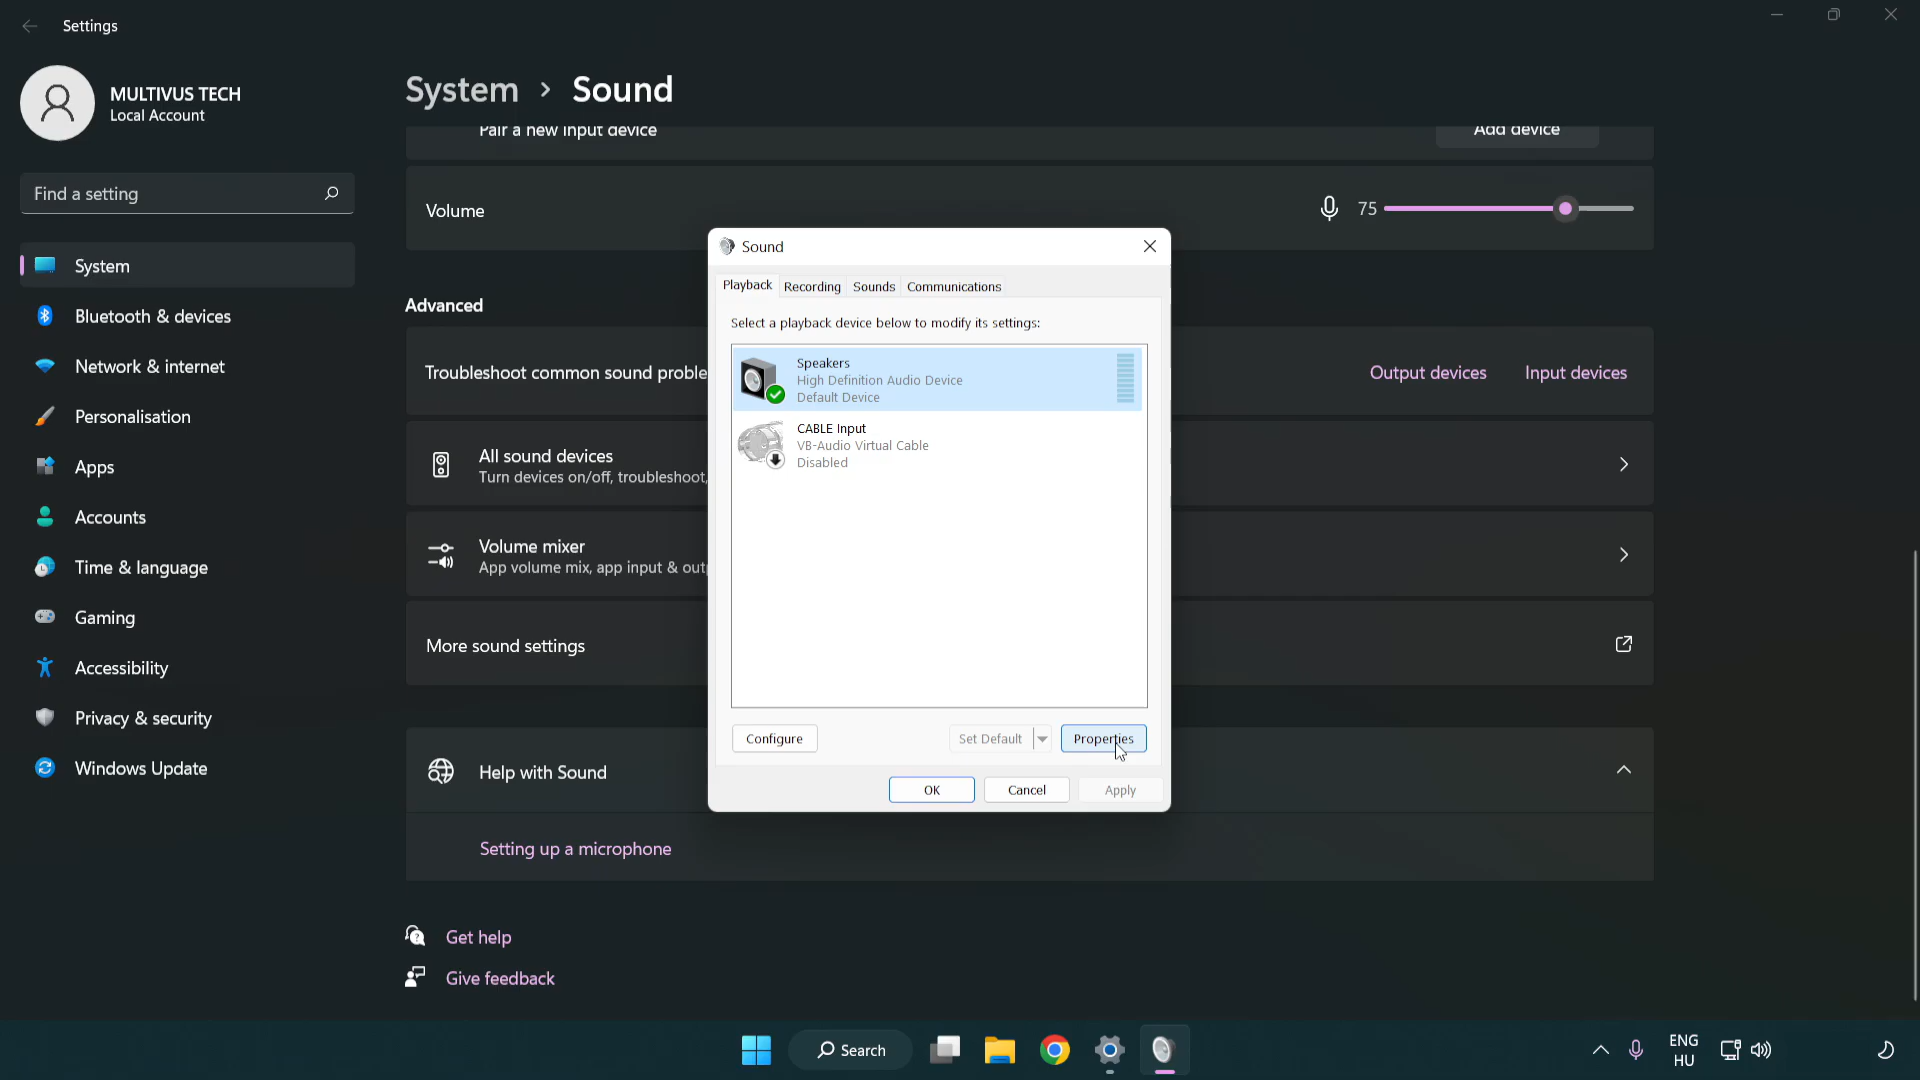 Settings
MULTIVUS TECH
Local Account
Find a setting
System
Bluetooth & devices
Network & internet
Personalisation
Apps
Accounts
Time & language
Gaming
Accessibility
Privacy & security
Windows Update
System › Sound
Pair a new input device
Add device
Volume
75
Advanced
Troubleshoot common sound proble
Output devices
Input devices
All sound devices
Turn devices on/off, troubleshoot,
Volume mixer
App volume mix, app input & out
More sound settings
Help with Sound
Setting up a microphone
Get help
Give feedback
Sound
Playback
Recording
Sounds
Communications
Select a playback device below to modify its settings:
Speakers
High Definition Audio Device
Default Device
CABLE Input
VB-Audio Virtual Cable
Disabled
Configure
Set Default
Properties
OK
Cancel
Apply
Search
ENG
HU